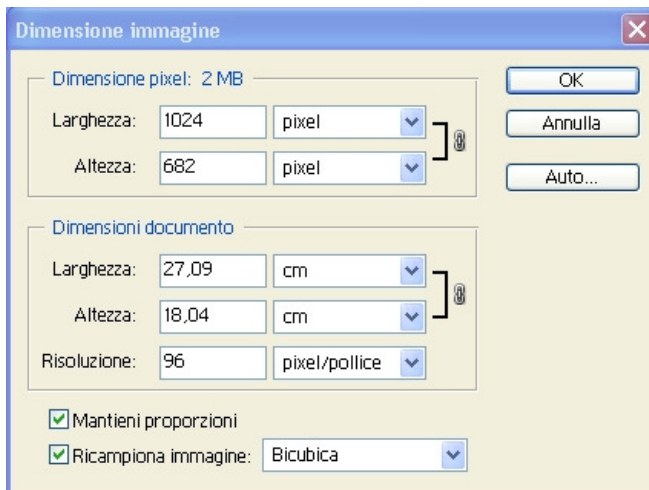 Dimensione immagine
Dimensione pixel: 2 MB
OK
Larghezza: 1024 pixel
Annulla
Altezza: 682 pixel
Auto...
Dimensioni documento
Larghezza: 27,09 cm
Altezza: 18,04 cm
Risoluzione: 96 pixel/pollice
Mantieni proporzioni
Ricampiona immagine: Bicubica